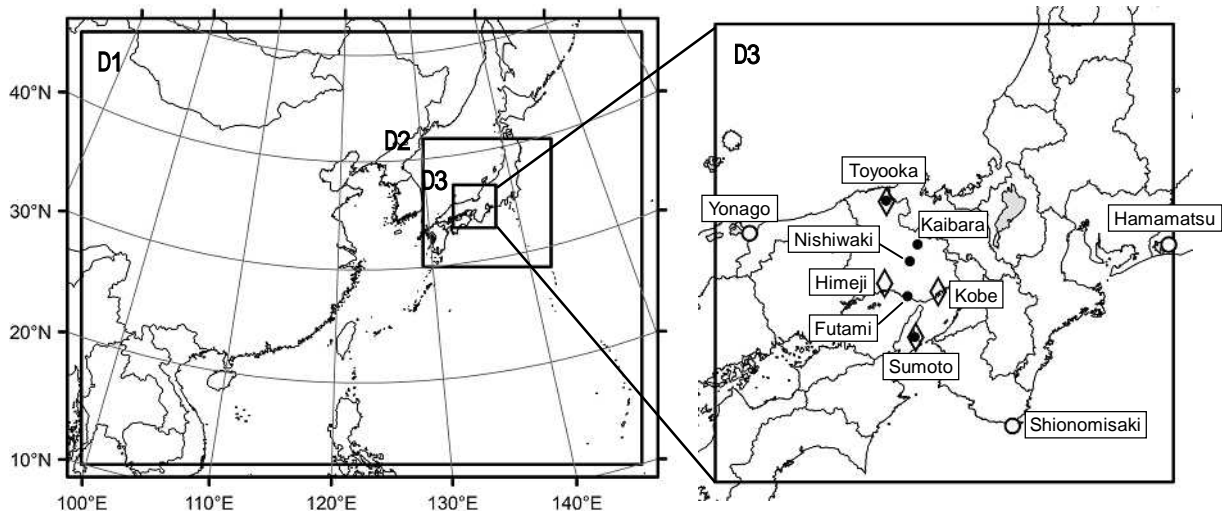 D1
D2
D3
40°N
30°N
20°N
10°N
100°E
110°E
120°E
130°E
140°E
D3
Toyooka
Yonago
Kaibara
Hamamatsu
Nishiwaki
Himeji
Kobe
Futami
Sumoto
Shionomisaki